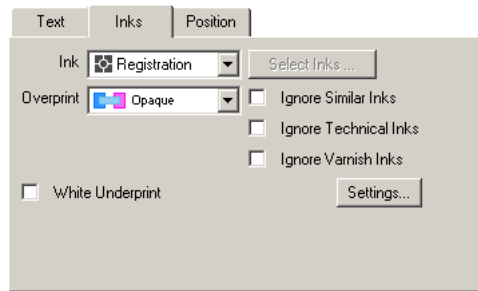 Text Inks Position
Ink Registration Select Inks ...
Overprint Opaque Ignore Similar Inks
Ignore Technical Inks
Ignore Varnish Inks
White Underprint Settings...